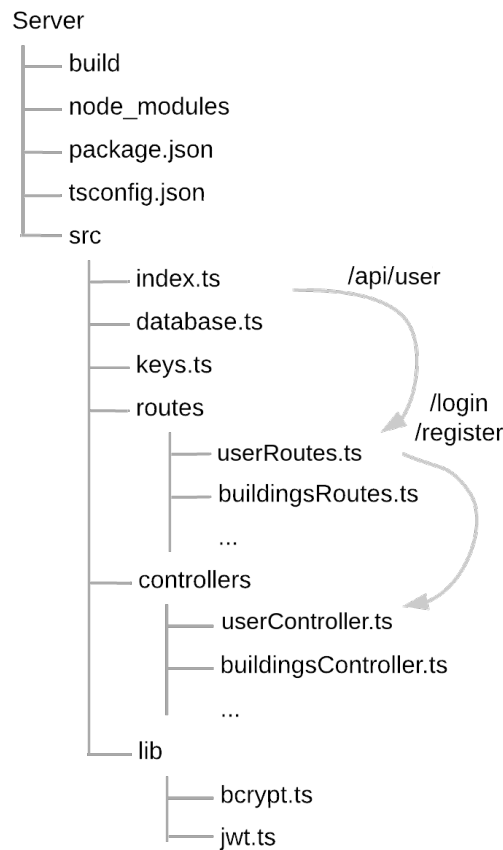 Server
build
node_modules
package.json
tsconfig.json
src
index.ts
/api/user
database.ts
keys.ts
routes
/login
/register
userRoutes.ts
buildingsRoutes.ts
...
controllers
userController.ts
buildingsController.ts
...
lib
bcrypt.ts
jwt.ts